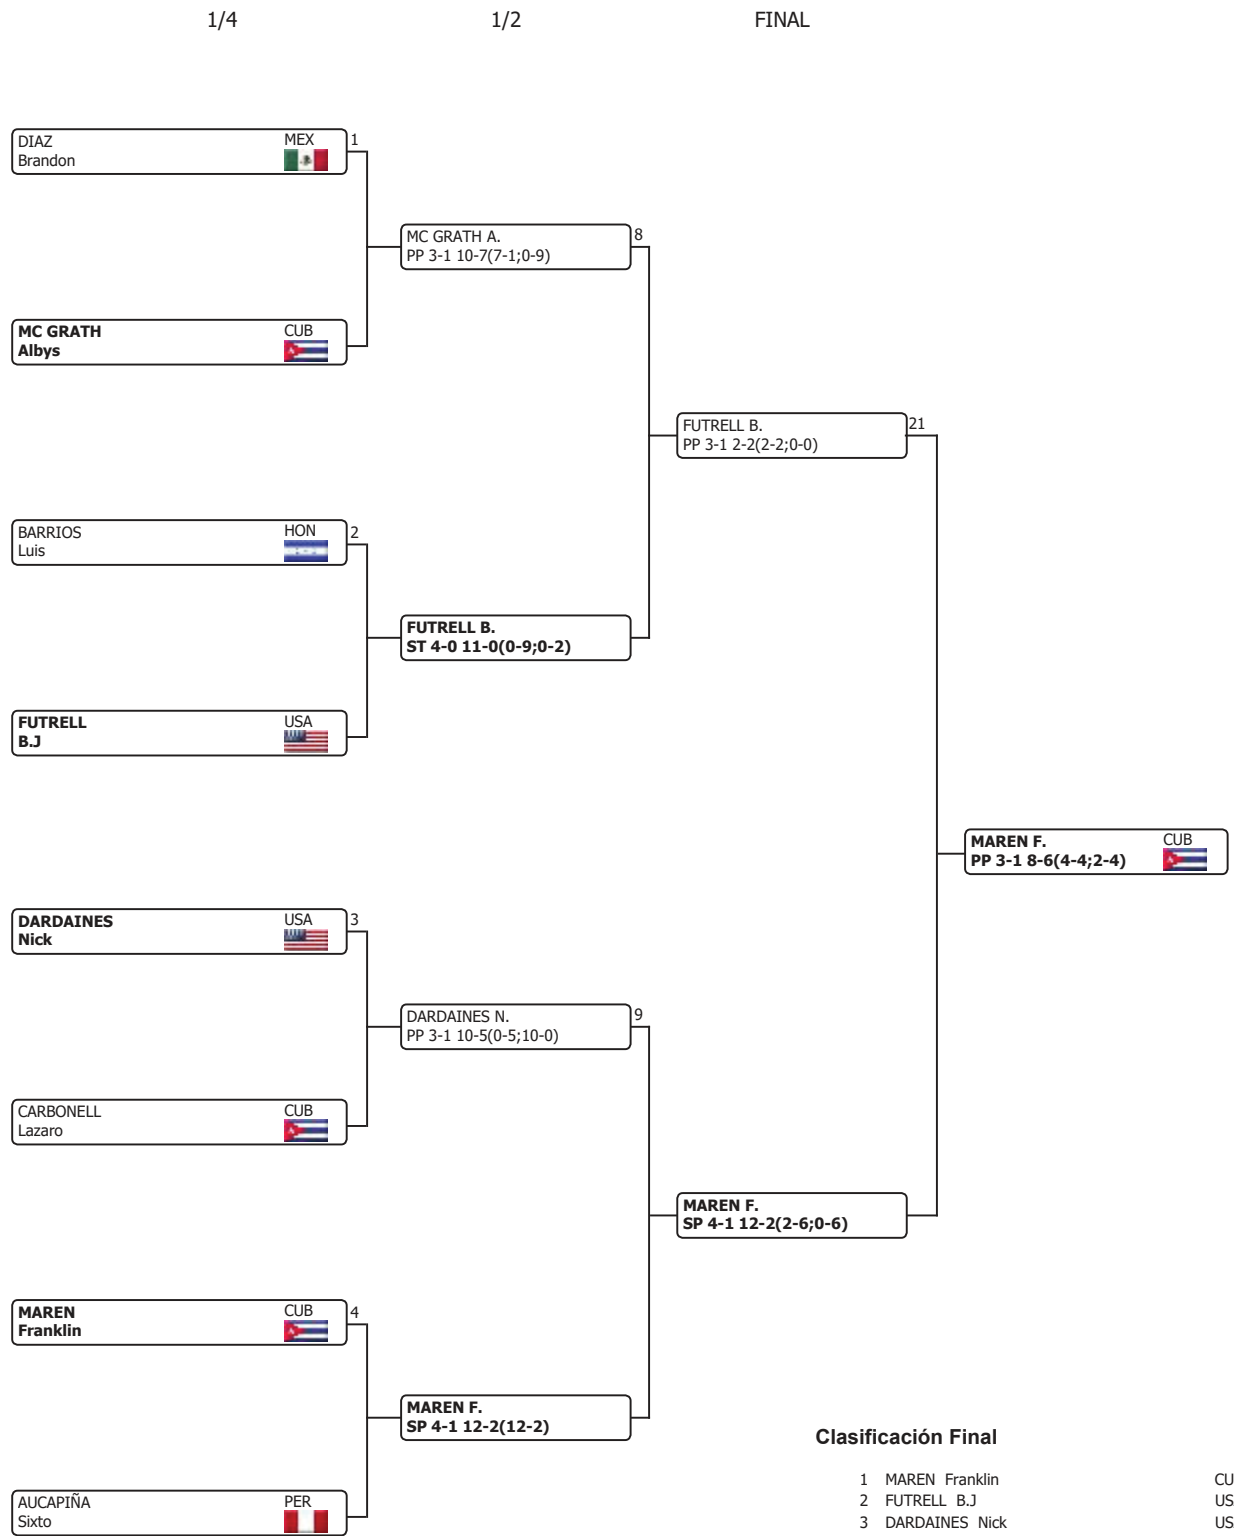 1/4 1/2 FINAL
DIAZ MEX 1
Brandon
MC GRATH A. 8
PP 3-1 10-7(7-1;0-9)
MC GRATH CUB
Albys
FUTRELL B. 21
PP 3-1 2-2(2-2;0-0)
BARRIOS HON 2
Luis
FUTRELL B.
ST 4-0 11-0(0-9;0-2)
FUTRELL USA
B.J
MAREN F. CUB
PP 3-1 8-6(4-4;2-4)
DARDAINES USA 3
Nick
DARDAINES N. 9
PP 3-1 10-5(0-5;10-0)
CARBONELL CUB
Lazaro
MAREN F.
SP 4-1 12-2(2-6;0-6)
MAREN CUB 4
Franklin
MAREN F.
SP 4-1 12-2(12-2)
Clasificación Final
1 MAREN Franklin CU
2 FUTRELL B.J US
3 DARDAINES Nick US
AUCAPIÑA PER
Sixto